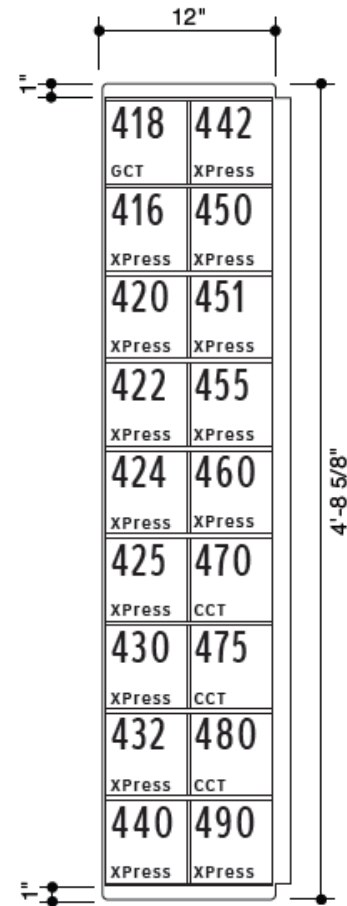 12"
1"
418 442
GCT XPress
416 450
XPress XPress
420 451
XPress XPress
422 455
XPress XPress
424 460
XPress XPress
425 470
XPress CCT
430 475
XPress CCT
432 480
XPress CCT
440 490
XPress XPress
4'-8 5/8"
1"